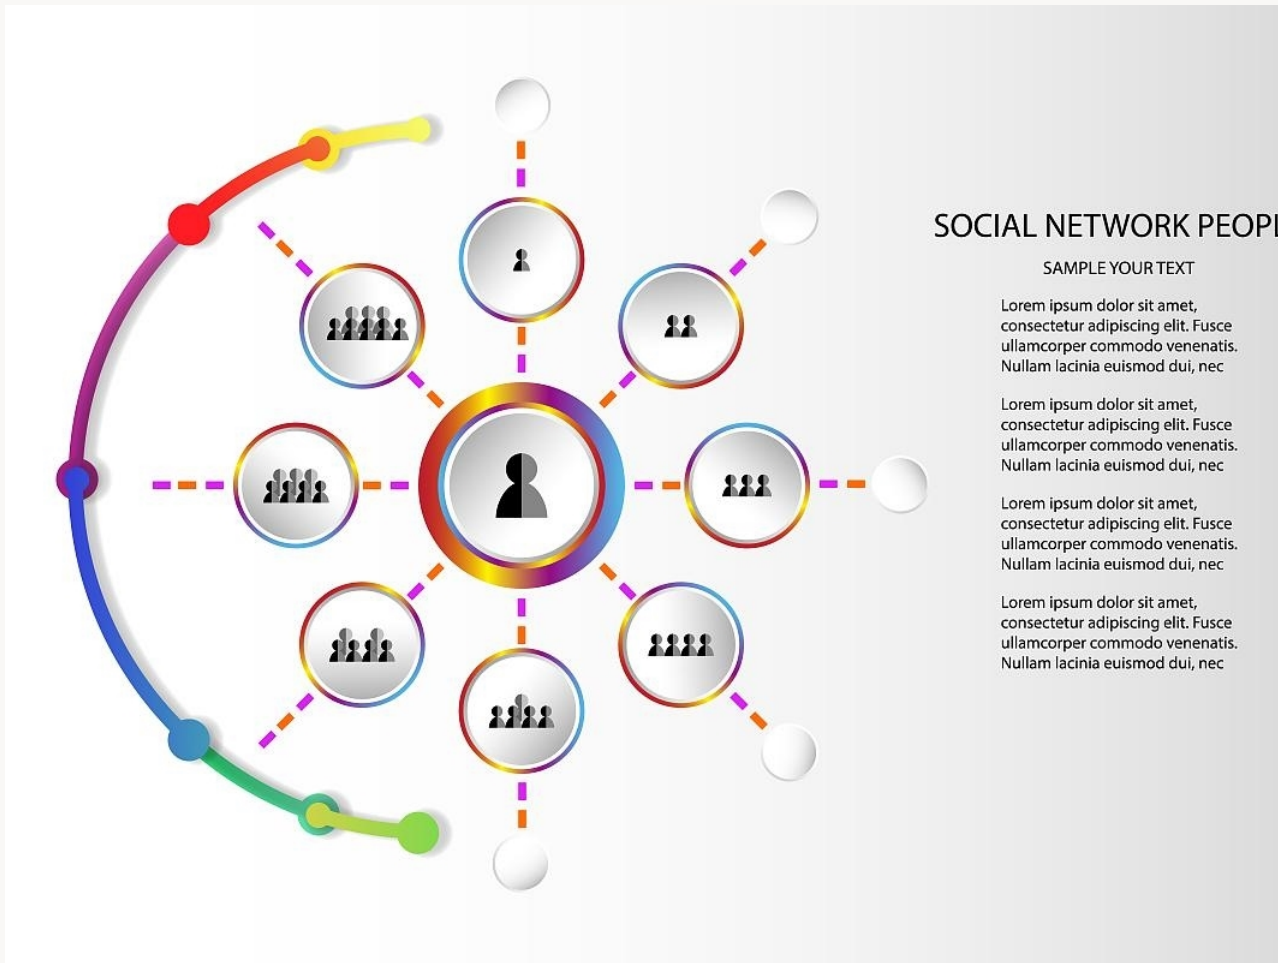 SOCIAL NETWORK PEOPL
SAMPLE YOUR TEXT
Lorem ipsum dolor sit amet,
consectetur adipiscing elit. Fusce
ullamcorper commodo venenatis.
Nullam lacinia euismod dui, nec
Lorem ipsum dolor sit amet,
consectetur adipiscing elit. Fusce
ullamcorper commodo venenatis.
Nullam lacinia euismod dui, nec
Lorem ipsum dolor sit amet,
consectetur adipiscing elit. Fusce
ullamcorper commodo venenatis.
Nullam lacinia euismod dui, nec
Lorem ipsum dolor sit amet,
consectetur adipiscing elit. Fusce
ullamcorper commodo venenatis.
Nullam lacinia euismod dui, nec